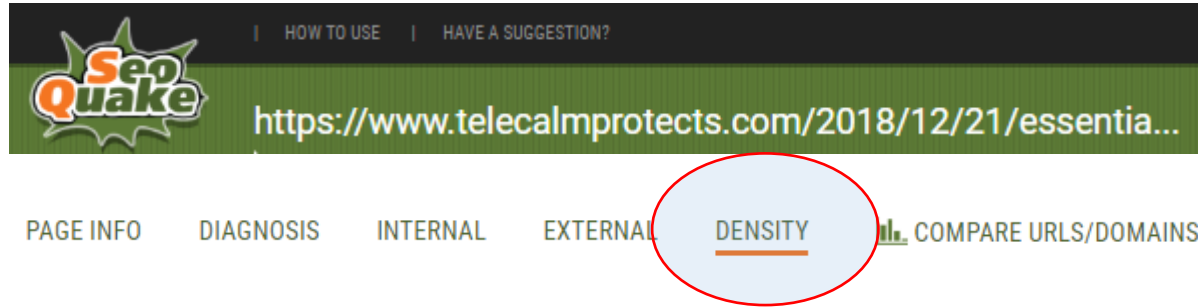 | HOW TO USE | HAVE A SUGGESTION?
Seo
Quake
https://www.telecalmprotects.com/2018/12/21/essentia...
PAGE INFO DIAGNOSIS INTERNAL EXTERNAL DENSITY COMPARE URLS/DOMAINS